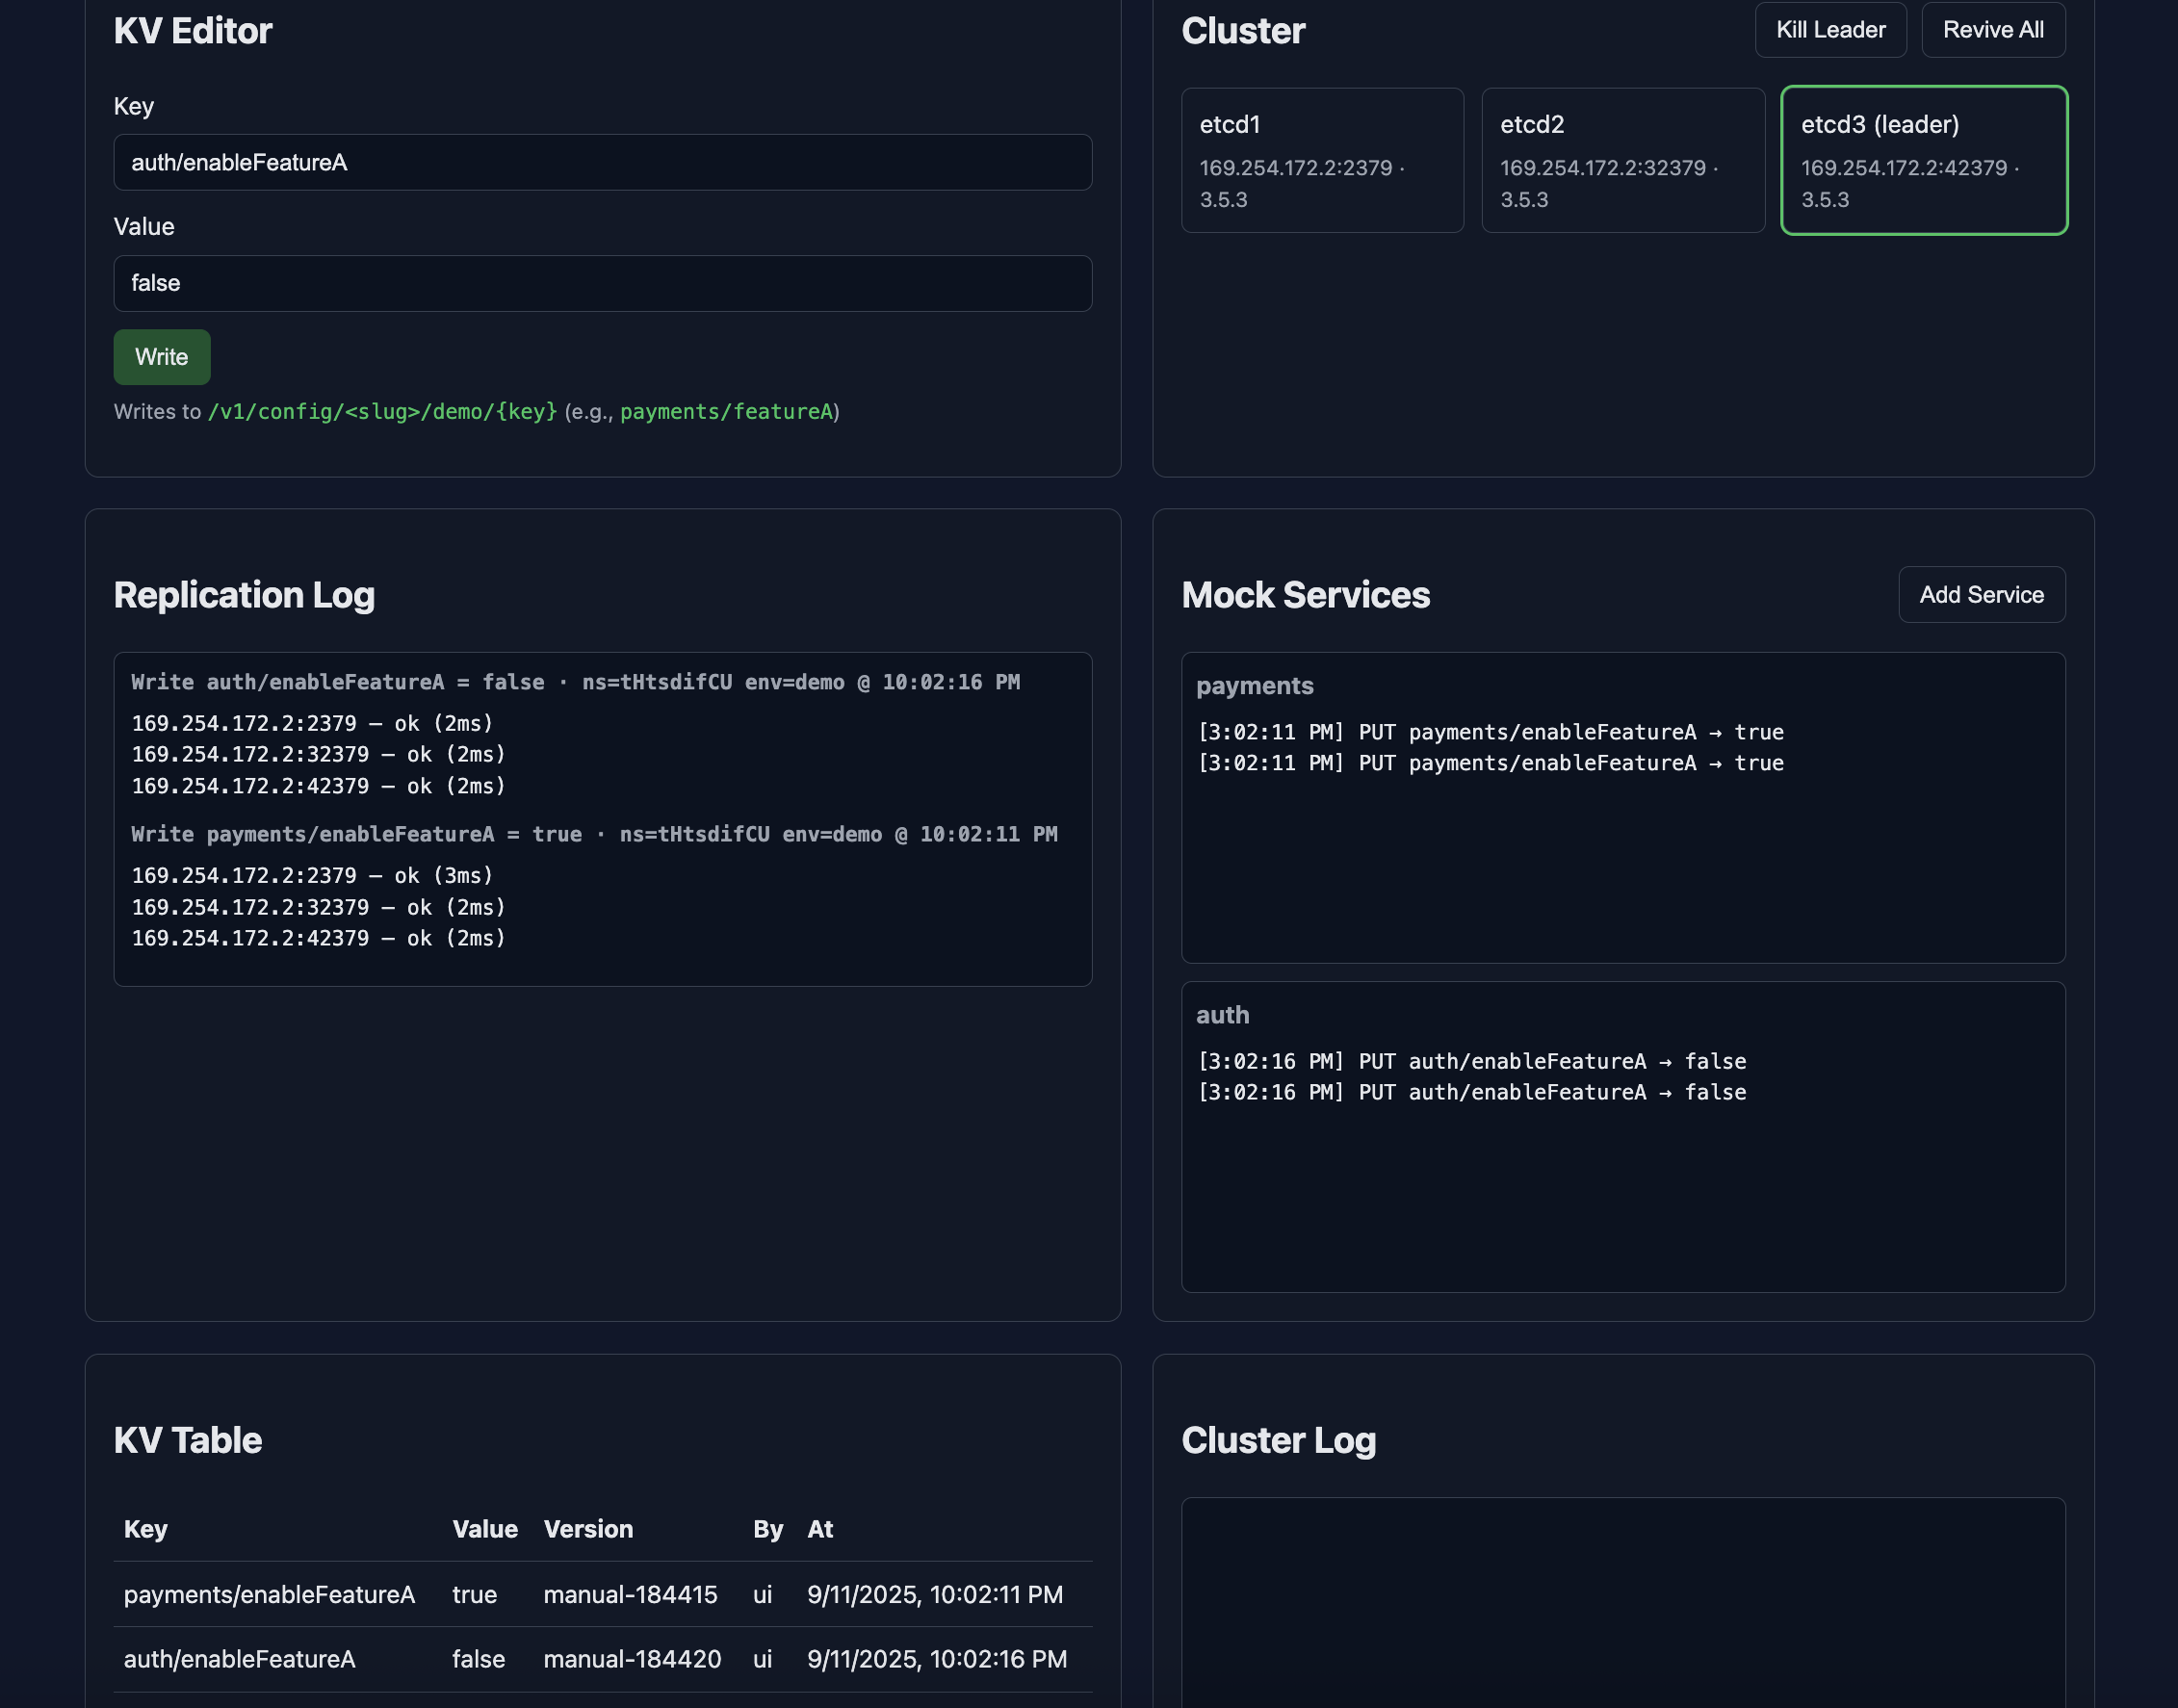 KV Editor
Key
auth/enableFeatureA
Value
false
Write
Writes to /v1/config/<slug>/demo/{key} (e.g., payments/featureA)
Cluster
Kill Leader
Revive All
etcd1
169.254.172.2:2379 ·
3.5.3
etcd2
169.254.172.2:32379 ·
3.5.3
etcd3 (leader)
169.254.172.2:42379 ·
3.5.3
Replication Log
Write auth/enableFeatureA = false · ns=tHtsdifCU env=demo @ 10:02:16 PM
169.254.172.2:2379 — ok (2ms)
169.254.172.2:32379 — ok (2ms)
169.254.172.2:42379 — ok (2ms)
Write payments/enableFeatureA = true · ns=tHtsdifCU env=demo @ 10:02:11 PM
169.254.172.2:2379 — ok (3ms)
169.254.172.2:32379 — ok (2ms)
169.254.172.2:42379 — ok (2ms)
Mock Services
Add Service
payments
[3:02:11 PM] PUT payments/enableFeatureA → true
[3:02:11 PM] PUT payments/enableFeatureA → true
auth
[3:02:16 PM] PUT auth/enableFeatureA → false
[3:02:16 PM] PUT auth/enableFeatureA → false
KV Table
Key Value Version By At
payments/enableFeatureA true manual-184415 ui 9/11/2025, 10:02:11 PM
auth/enableFeatureA false manual-184420 ui 9/11/2025, 10:02:16 PM
Cluster Log